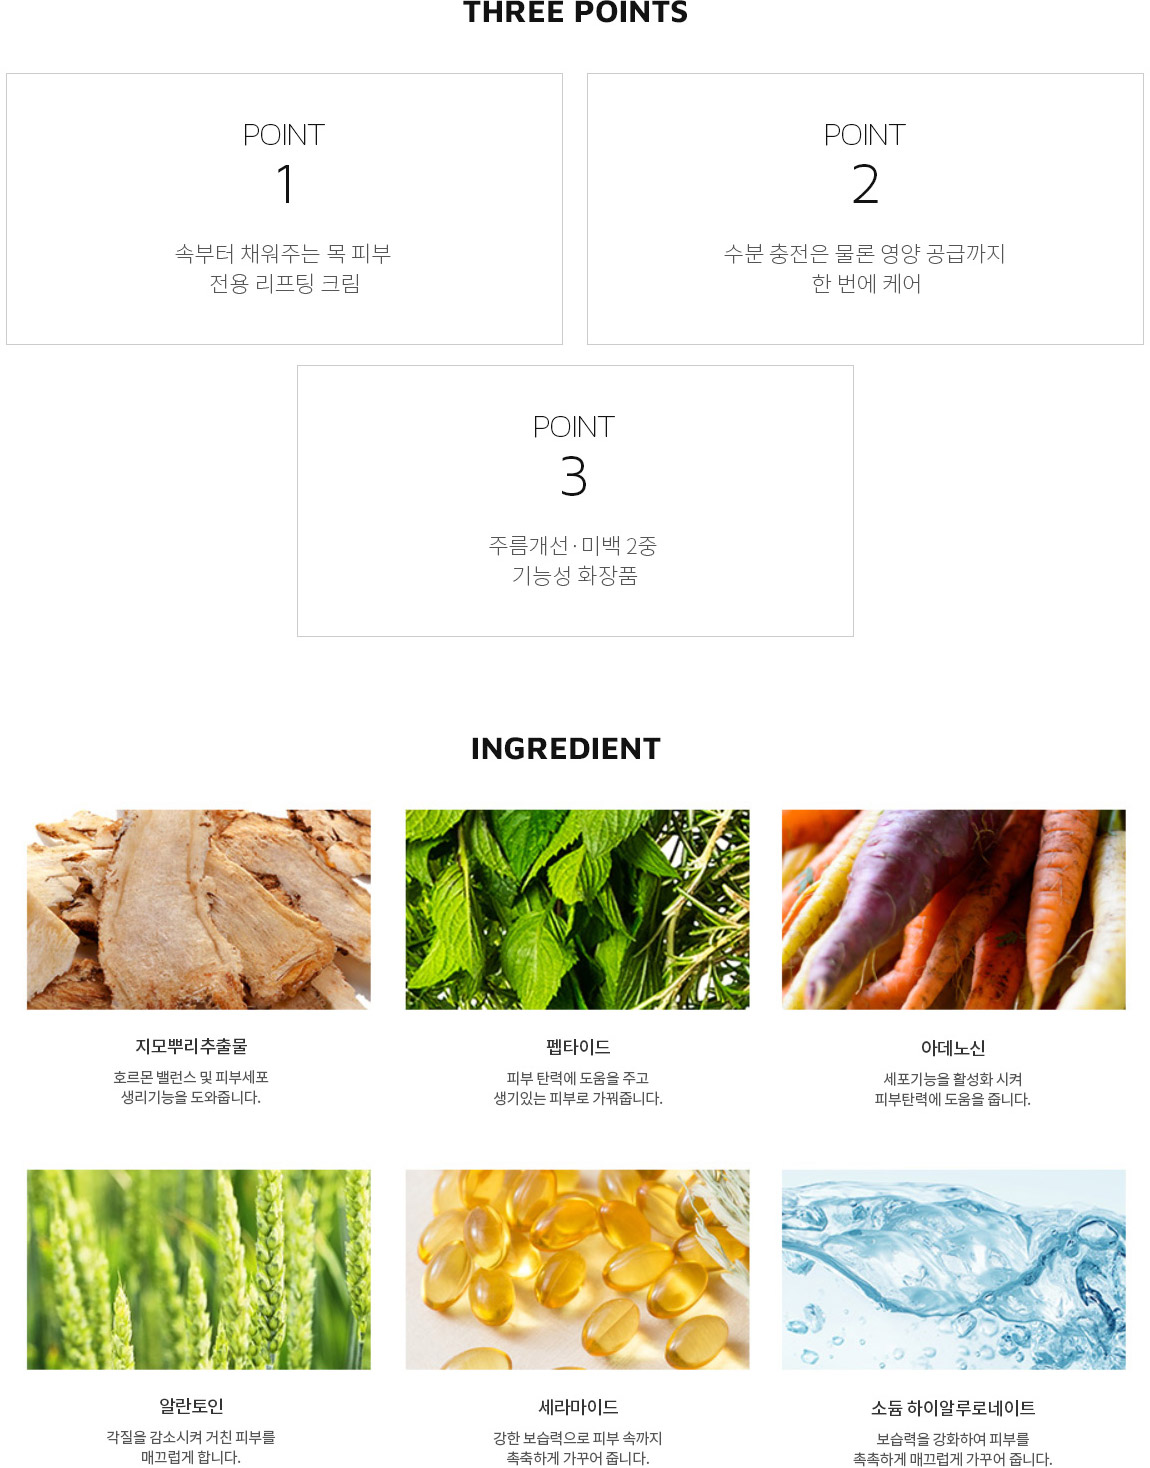 THREE POINTS
POINT
1
속부터 채워주는 목 피부
전용 리프팅 크림
POINT
2
수분 충전은 물론 영양 공급까지
한 번에 케어
POINT
3
주름개선·미백 2중
기능성 화장품
INGREDIENT
지모뿌리추출물
호르몬 밸런스 및 피부세포
생리기능을 도와줍니다.
펩타이드
피부 탄력에 도움을 주고
생기있는 피부로 가꿔줍니다.
아데노신
세포기능을 활성화 시켜
피부탄력에 도움을 줍니다.
알란토인
각질을 감소시켜 거친 피부를
매끄럽게 합니다.
세라마이드
강한 보습력으로 피부 속까지
촉축하게 가꾸어 줍니다.
소듐 하이알루로네이트
보습력을 강화하여 피부를
촉촉하게 매끄럽게 가꾸어 줍니다.